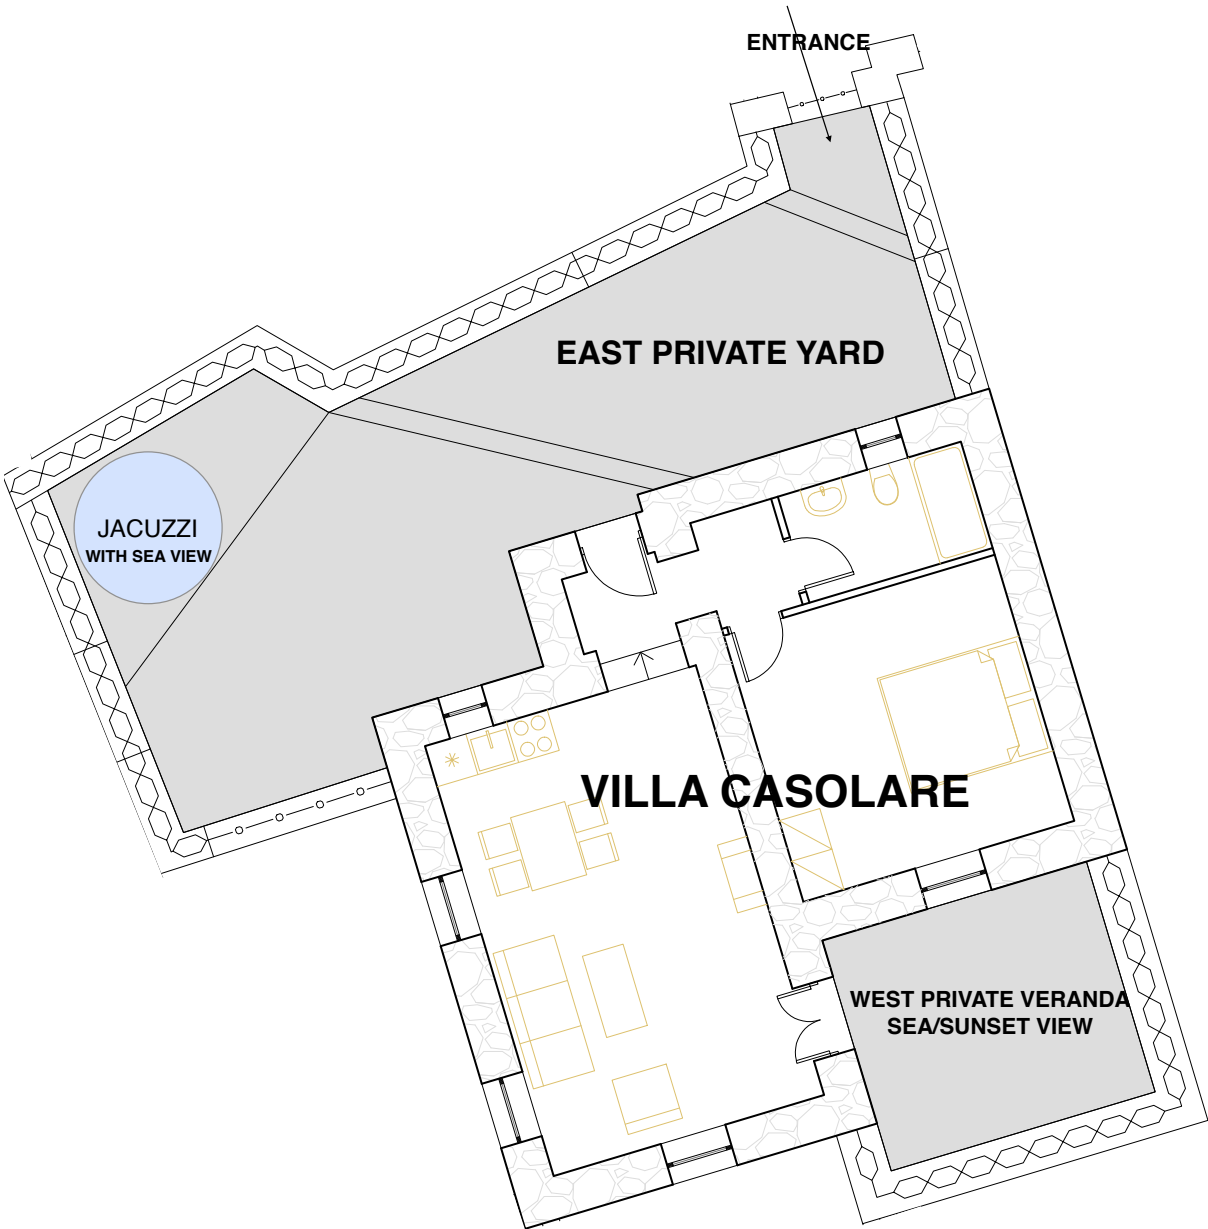 ENTRANCE
EAST PRIVATE YARD
JACUZZI
WITH SEA VIEW
VILLA CASOLARE
WEST PRIVATE VERANDA
SEA/SUNSET VIEW